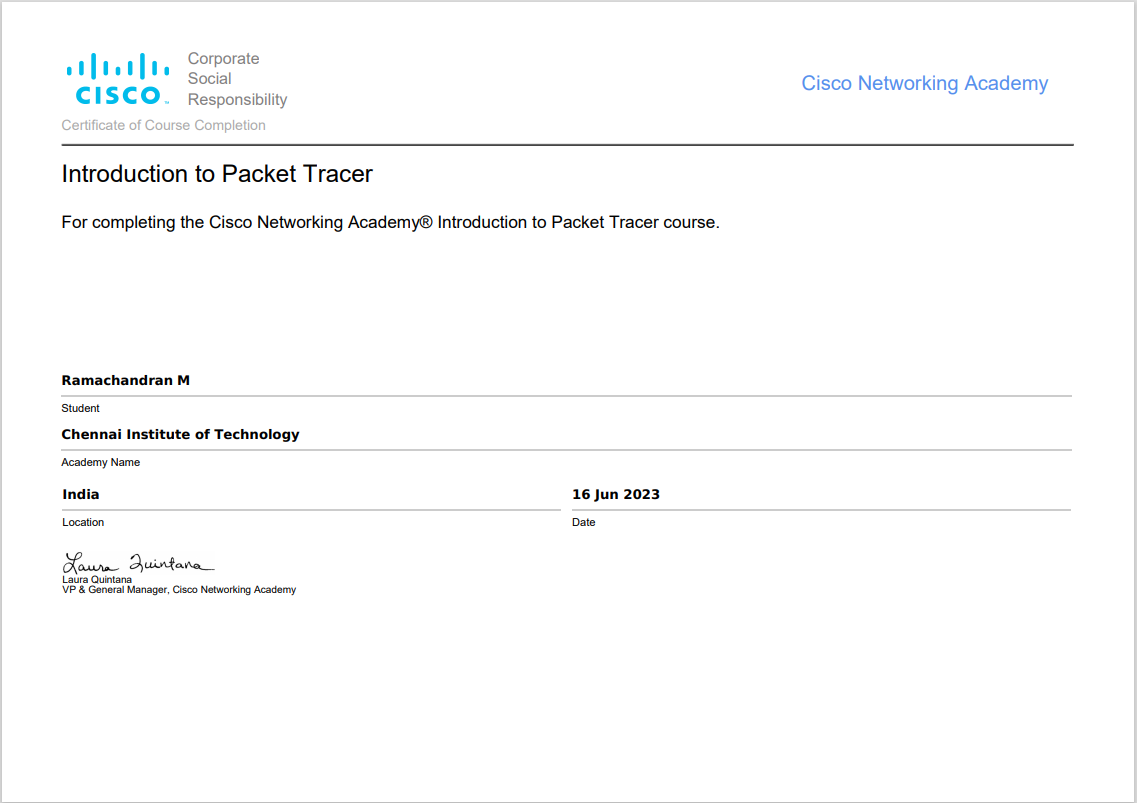 CISCO
Corporate
Social
Responsibility
Cisco Networking Academy
Certificate of Course Completion
Introduction to Packet Tracer
For completing the Cisco Networking Academy® Introduction to Packet Tracer course.
Ramachandran M
Student
Chennai Institute of Technology
Academy Name
India
16 Jun 2023
Location
Date
Laura Quintana
Laura Quintana
VP & General Manager, Cisco Networking Academy